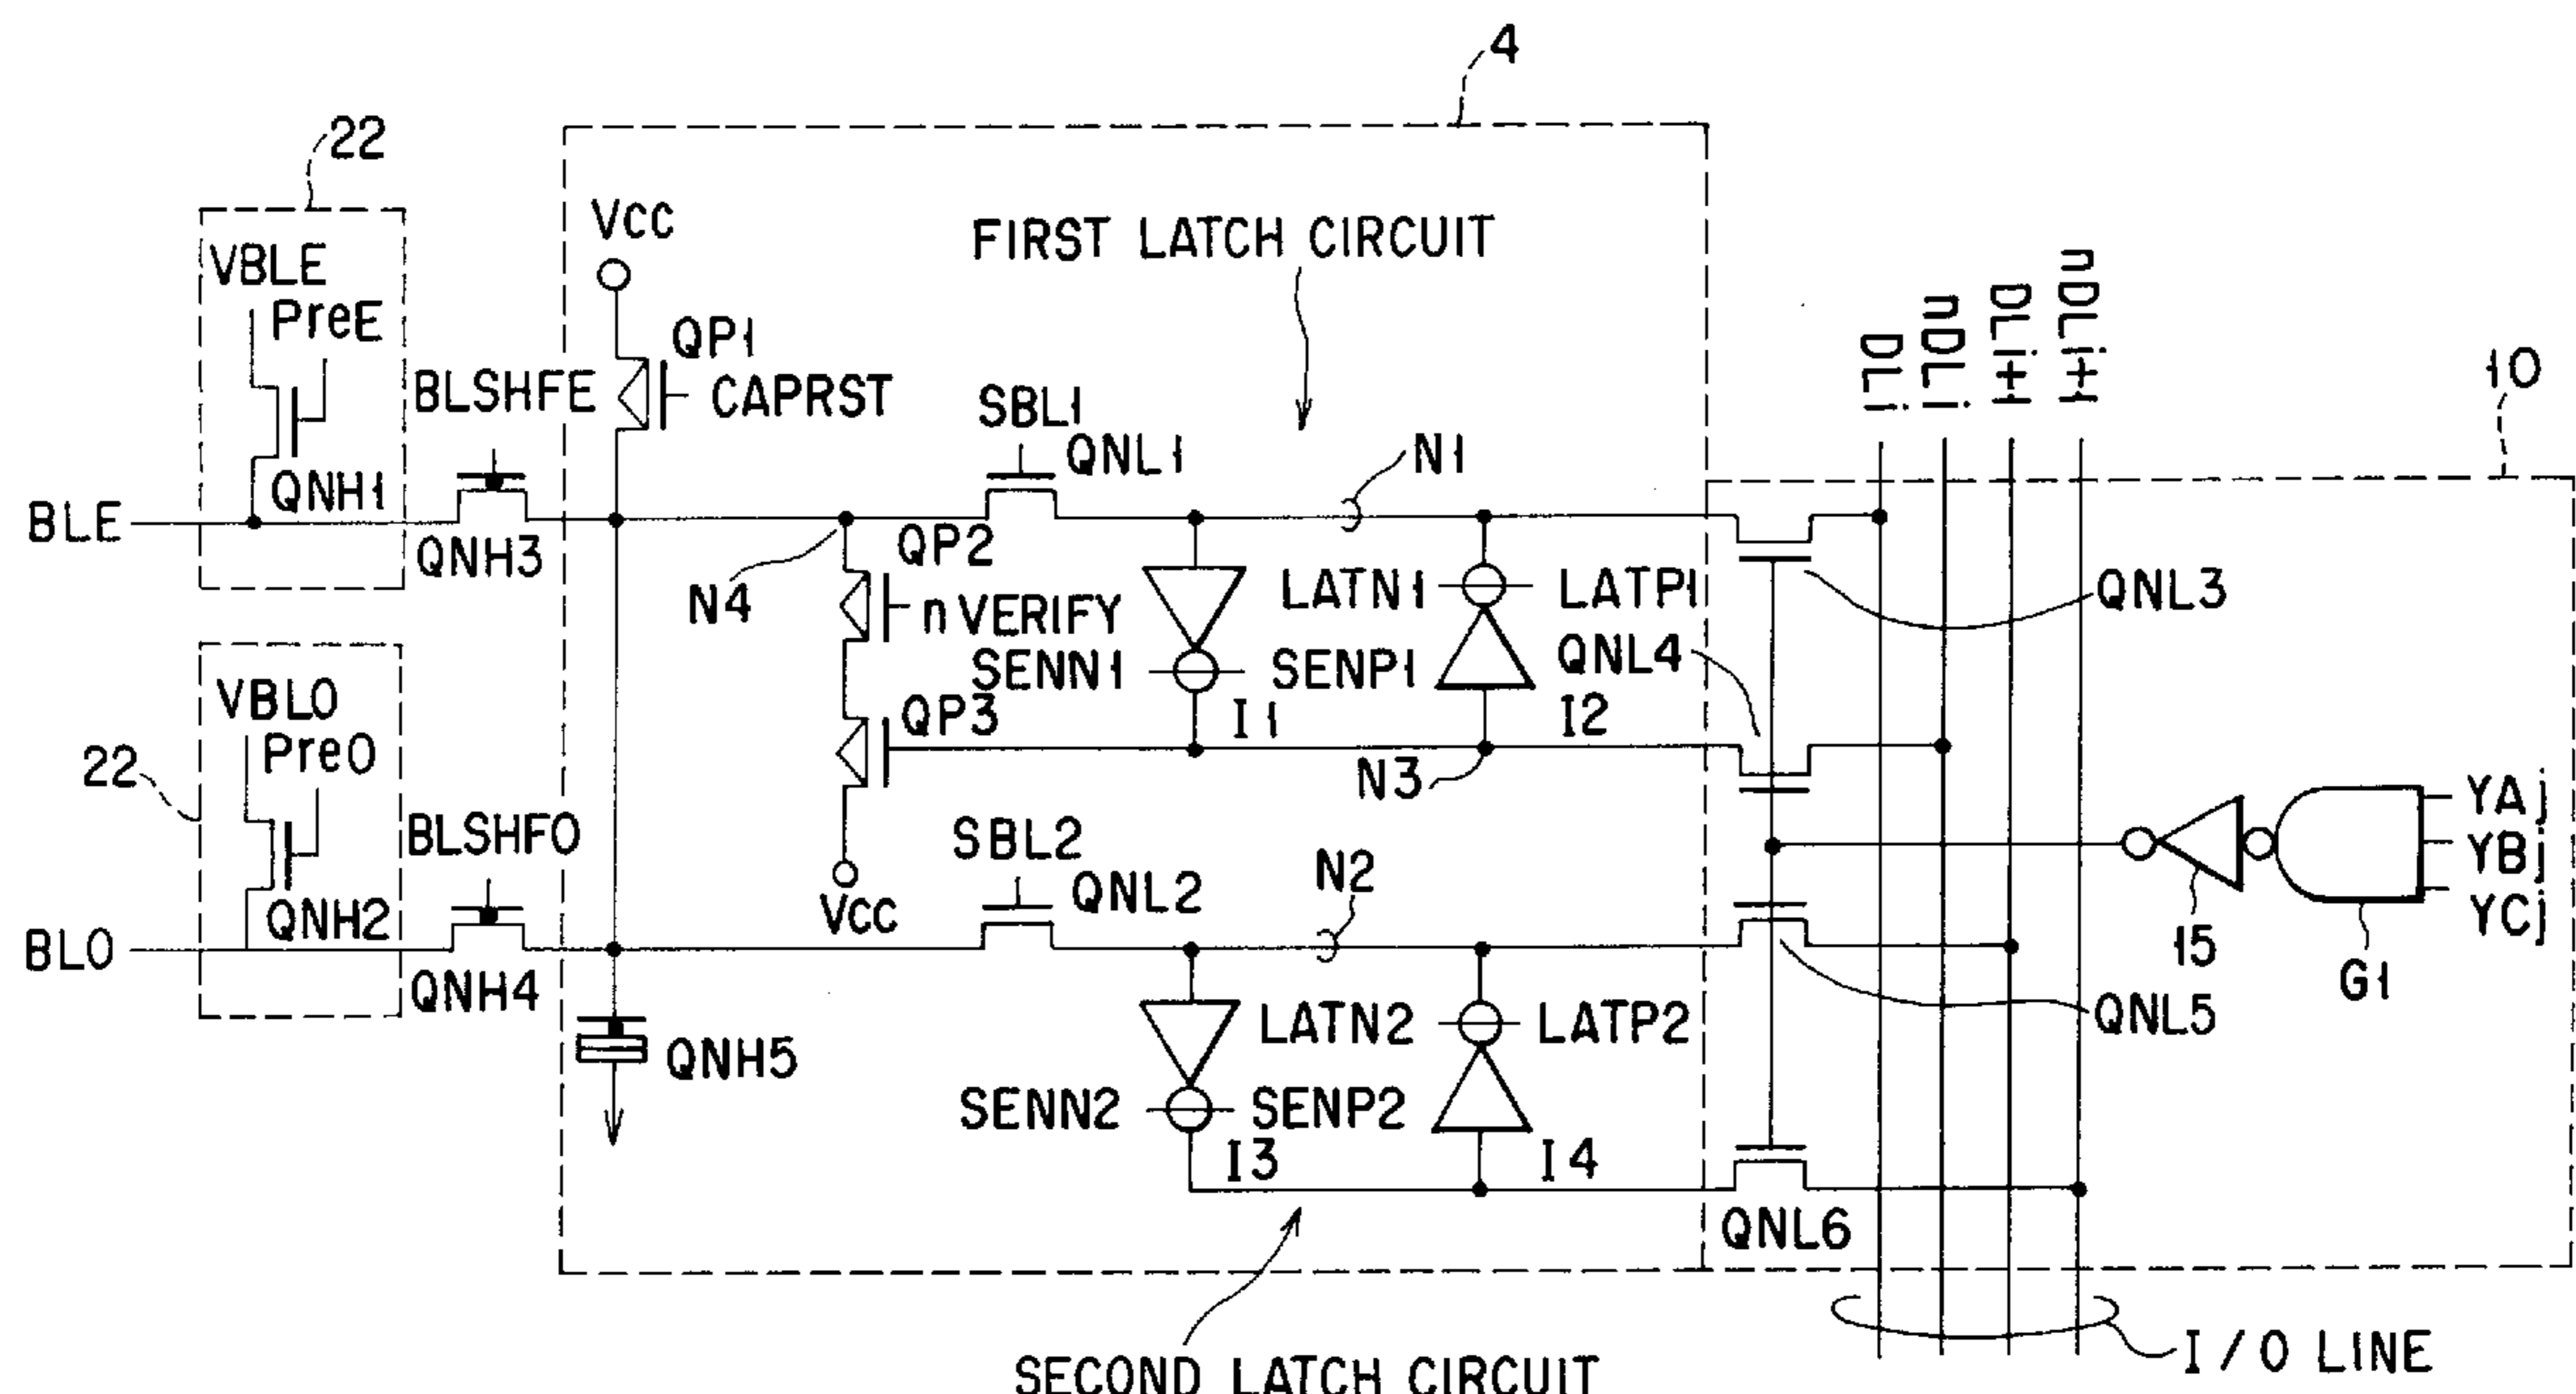 4
22
VCC
FIRST LATCH CIRCUIT
VBLE
PreE
QP1
CAPRST
BLSHFE
SBL1
QNL1
N1
DLi
nDLi
DLi+1
nDLi+1
10
QNH1
BLE
QNH3
N4
QP2
nVERIFY
LATN1
LATP1
QNL3
SENN1
SENP1
QNL4
I1
I2
QP3
N3
VBLO
PreO
22
BLSHFO
SBL2
QNL2
N2
VCC
YAj
YBj
YCj
QNH2
BLO
QNH4
15
G1
QNL5
QNH5
LATN2
LATP2
SENN2
SENP2
I3
I4
QNL6
I/O LINE
SECOND LATCH CIRCUIT